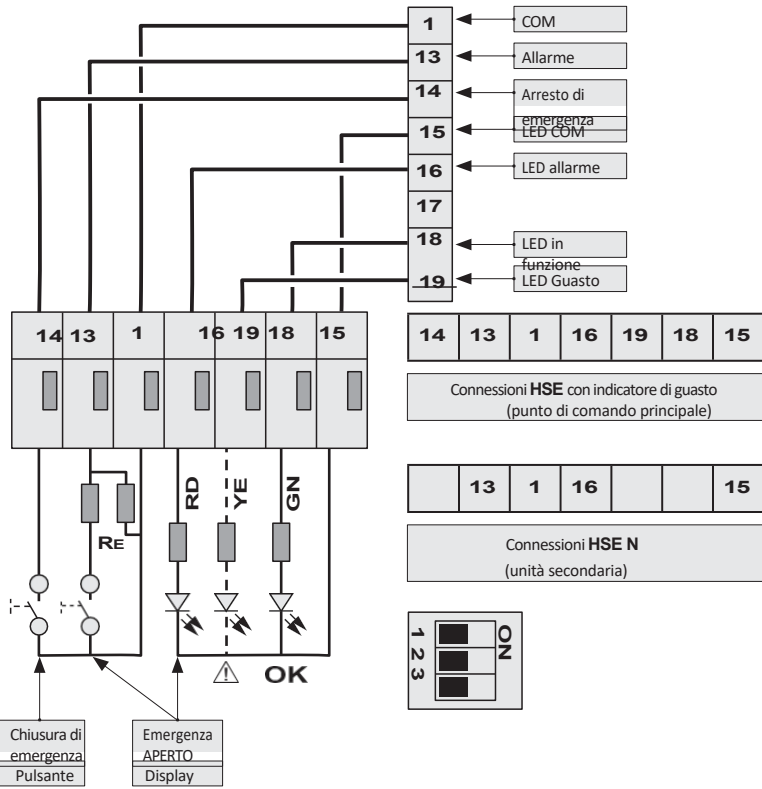 1 COM
13 Allarme
14 Arresto di
emergenza
15 LED COM
16 LED allarme
17
18 LED in
funzione
19 LED Guasto
14 13 1 16 19 18 15
14 13 1 16 19 18 15
Connessioni HSE con indicatore di guasto
(punto di comando principale)
RD YE GN
RE
13 1 16 15
Connessioni HSE N
(unità secondaria)
1 2 3 ON
OK
Chiusura di
emergenza
Pulsante
Emergenza
APERTO
Display